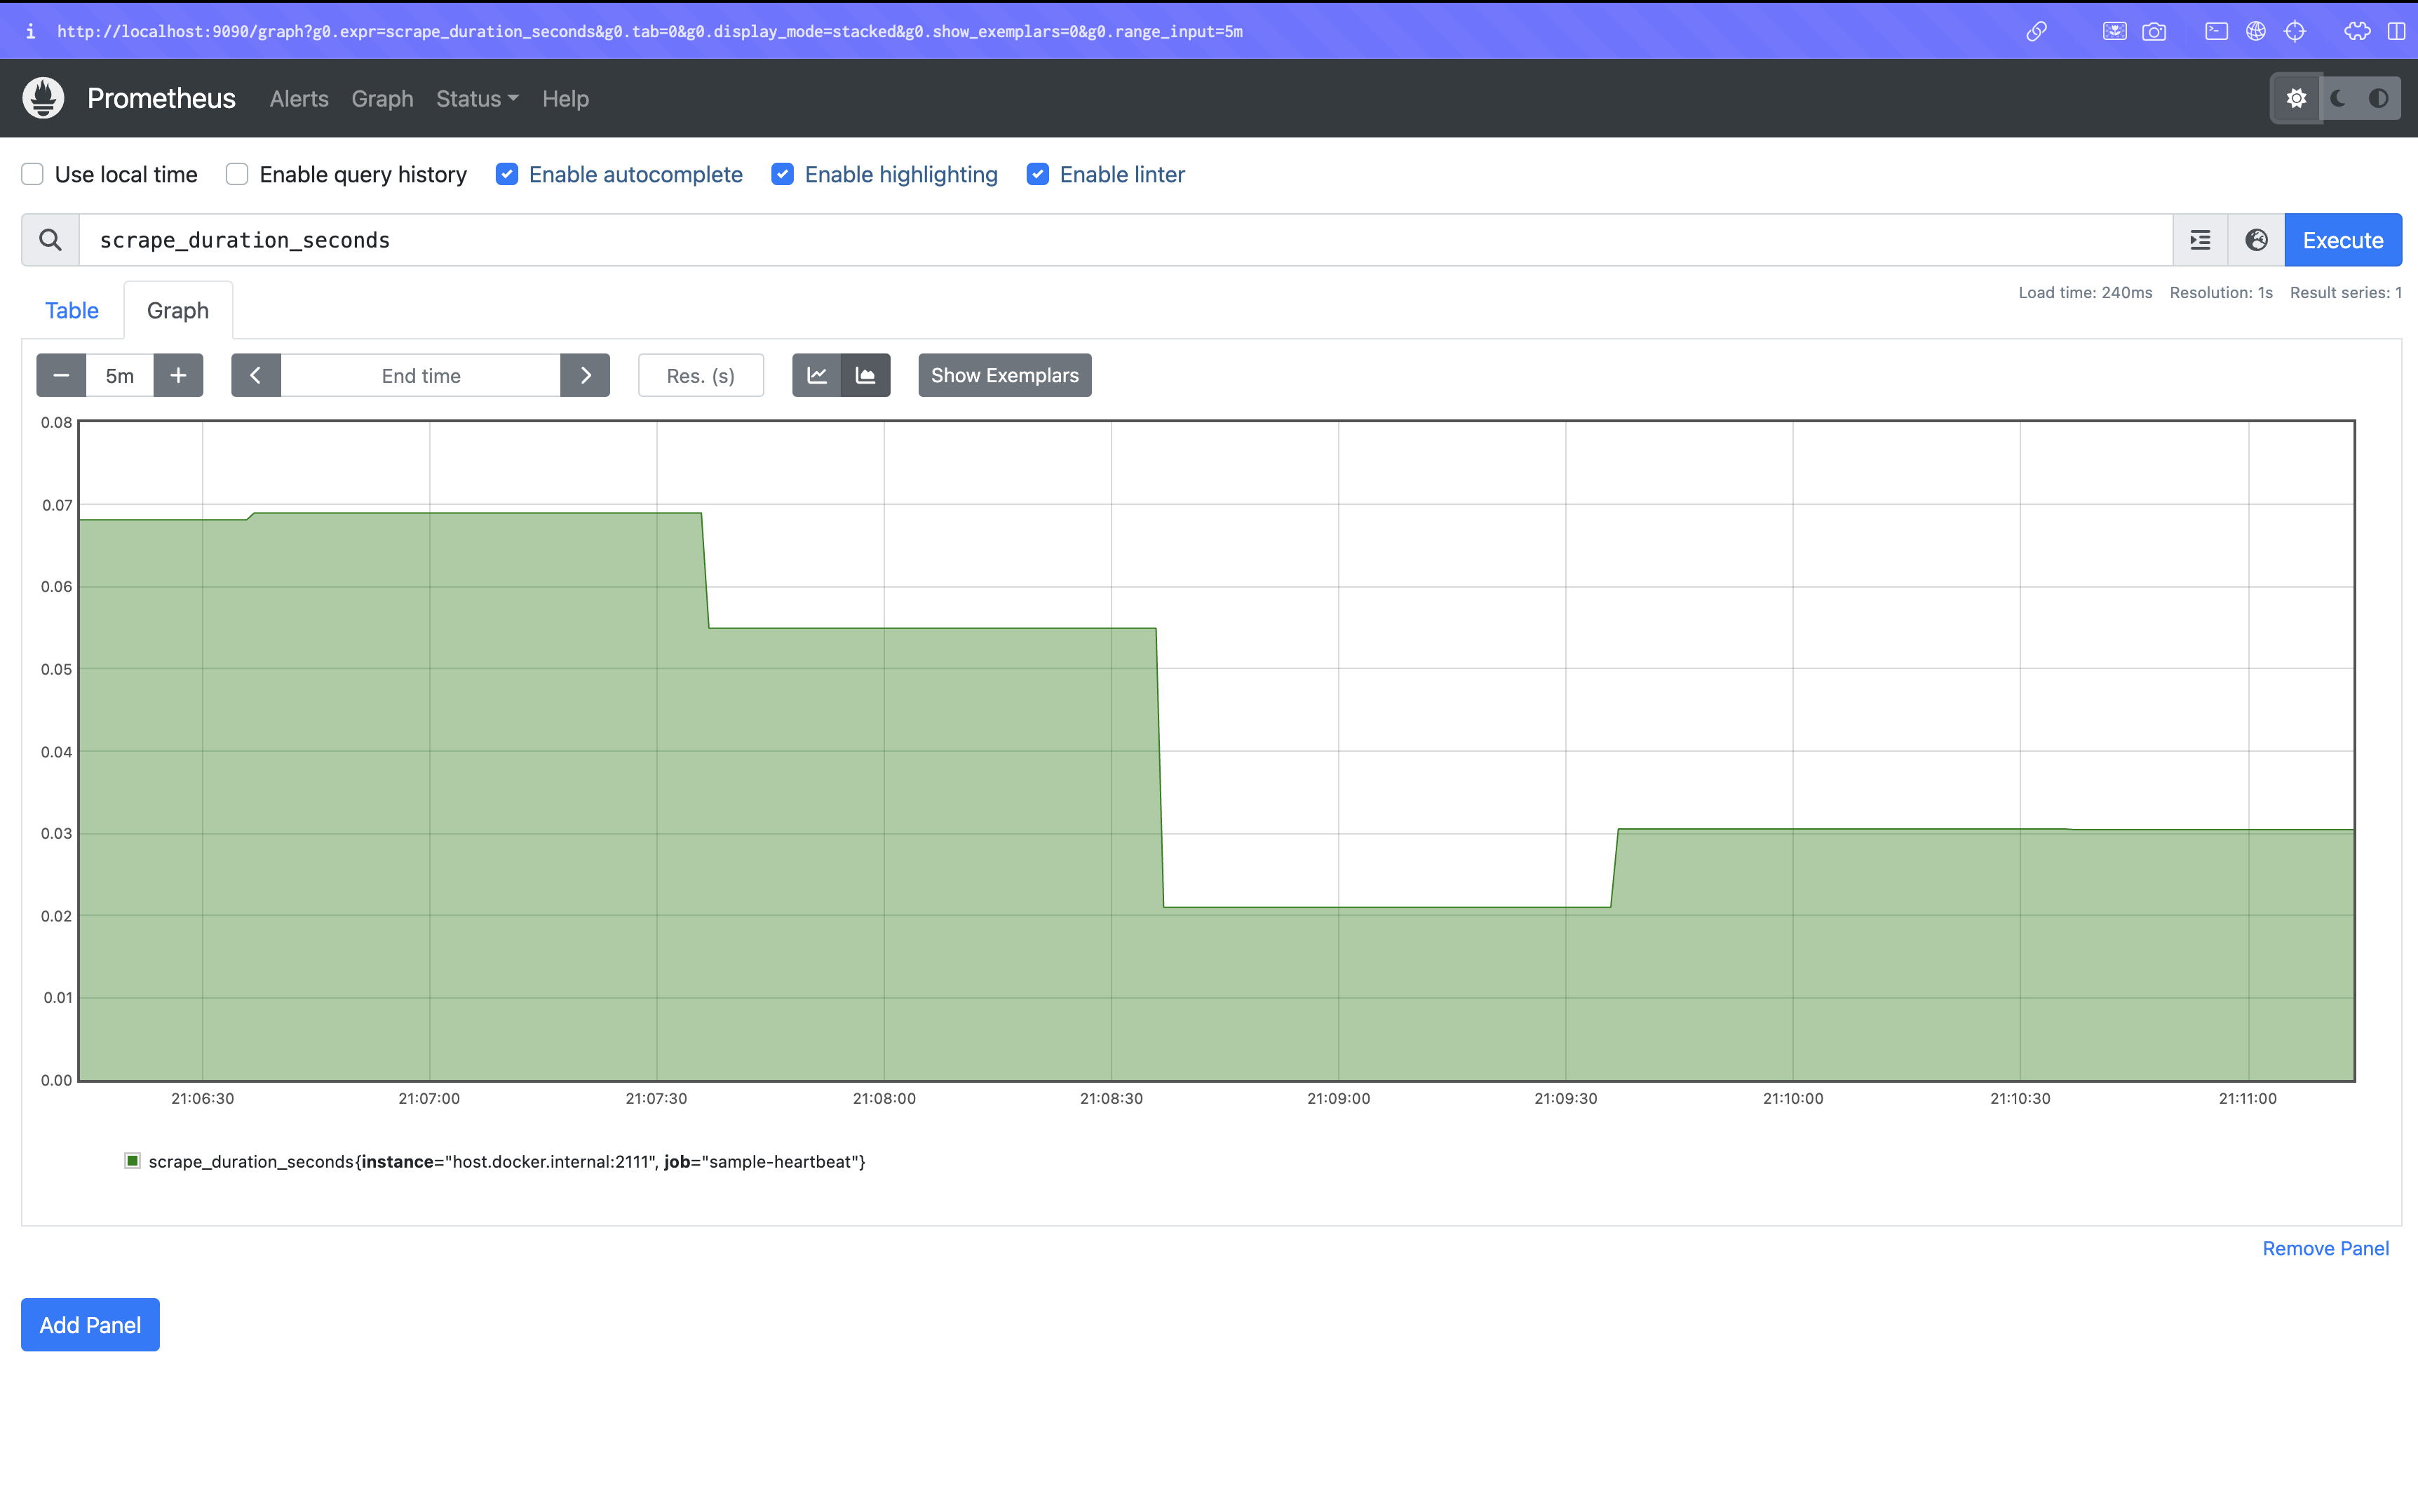 http://localhost:9090/graph?g0.expr=scrape_duration_seconds&g0.tab=0&g0.display_mode=stacked&g0.show_exemplars=0&g0.range_input=5m
Prometheus Alerts Graph Status Help
Use local time Enable query history Enable autocomplete Enable highlighting Enable linter
scrape_duration_seconds Execute
Load time: 240ms Resolution: 1s Result series: 1
Table Graph
5m End time Res. (s) Show Exemplars
0.08
0.07
0.06
0.05
0.04
0.03
0.02
0.01
0.00
21:06:30 21:07:00 21:07:30 21:08:00 21:08:30 21:09:00 21:09:30 21:10:00 21:10:30 21:11:00
scrape_duration_seconds{instance="host.docker.internal:2111", job="sample-heartbeat"}
Remove Panel
Add Panel